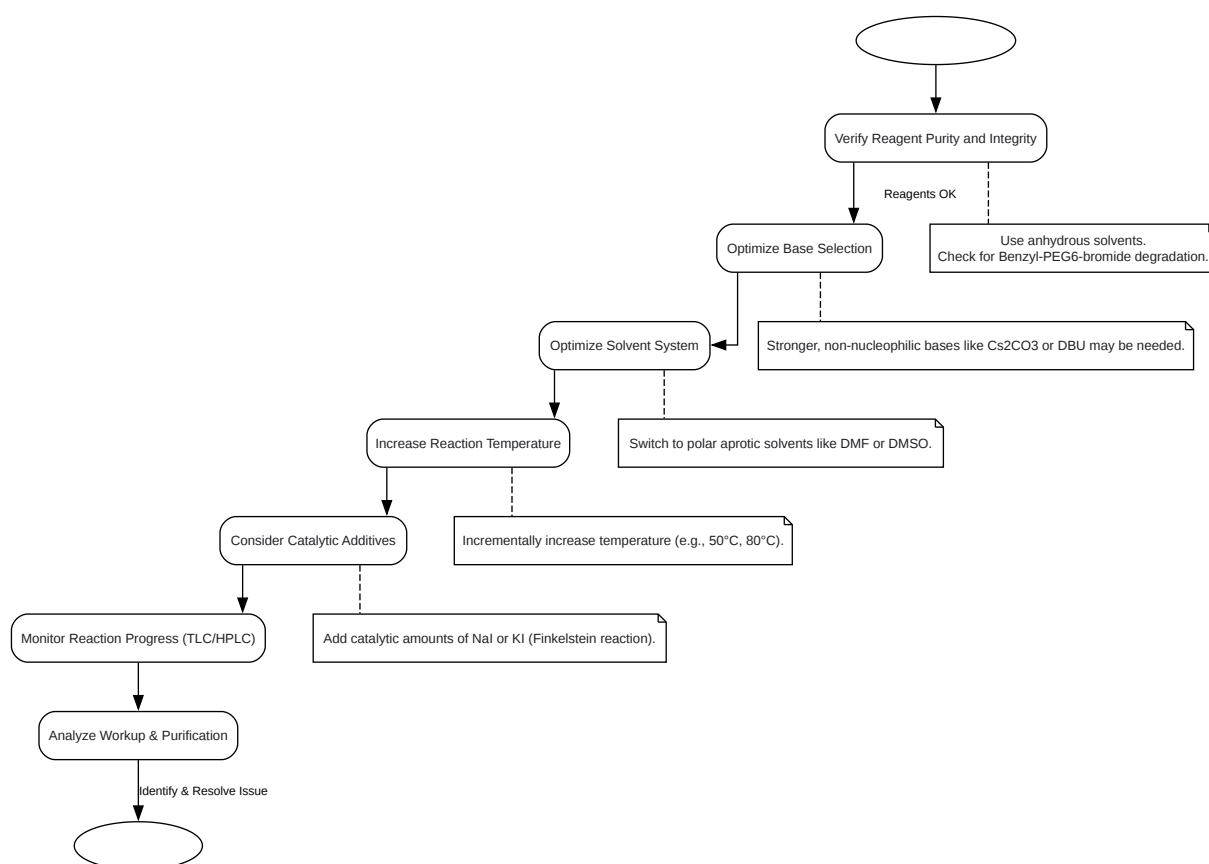 Verify Reagent Purity and Integrity
Reagents OK
Use anhydrous solvents.
Check for Benzyl-PEG6-bromide degradation.
Optimize Base Selection
Stronger, non-nucleophilic bases like Cs2CO3 or DBU may be needed.
Optimize Solvent System
Switch to polar aprotic solvents like DMF or DMSO.
Increase Reaction Temperature
Incrementally increase temperature (e.g., 50°C, 80°C).
Consider Catalytic Additives
Add catalytic amounts of NaI or KI (Finkelstein reaction).
Monitor Reaction Progress (TLC/HPLC)
Analyze Workup & Purification
Identify & Resolve Issue